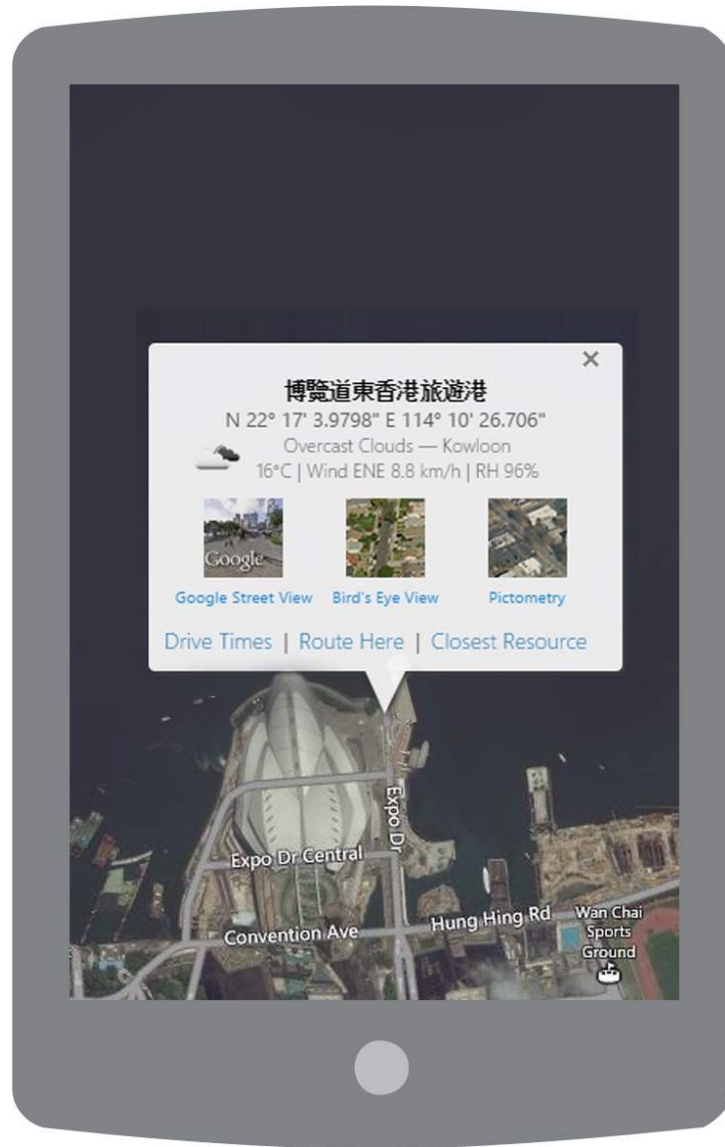 ×
博覽道東香港旅遊港
N 22° 17' 3.9798" E 114° 10' 26.706"
Overcast Clouds — Kowloon
16°C | Wind ENE 8.8 km/h | RH 96%
Google
Google Street View Bird's Eye View Pictometry
Drive Times | Route Here | Closest Resource
Expo Dr
Expo Dr Central
Convention Ave
Hung Hing Rd
Wan Chai
Sports
Ground